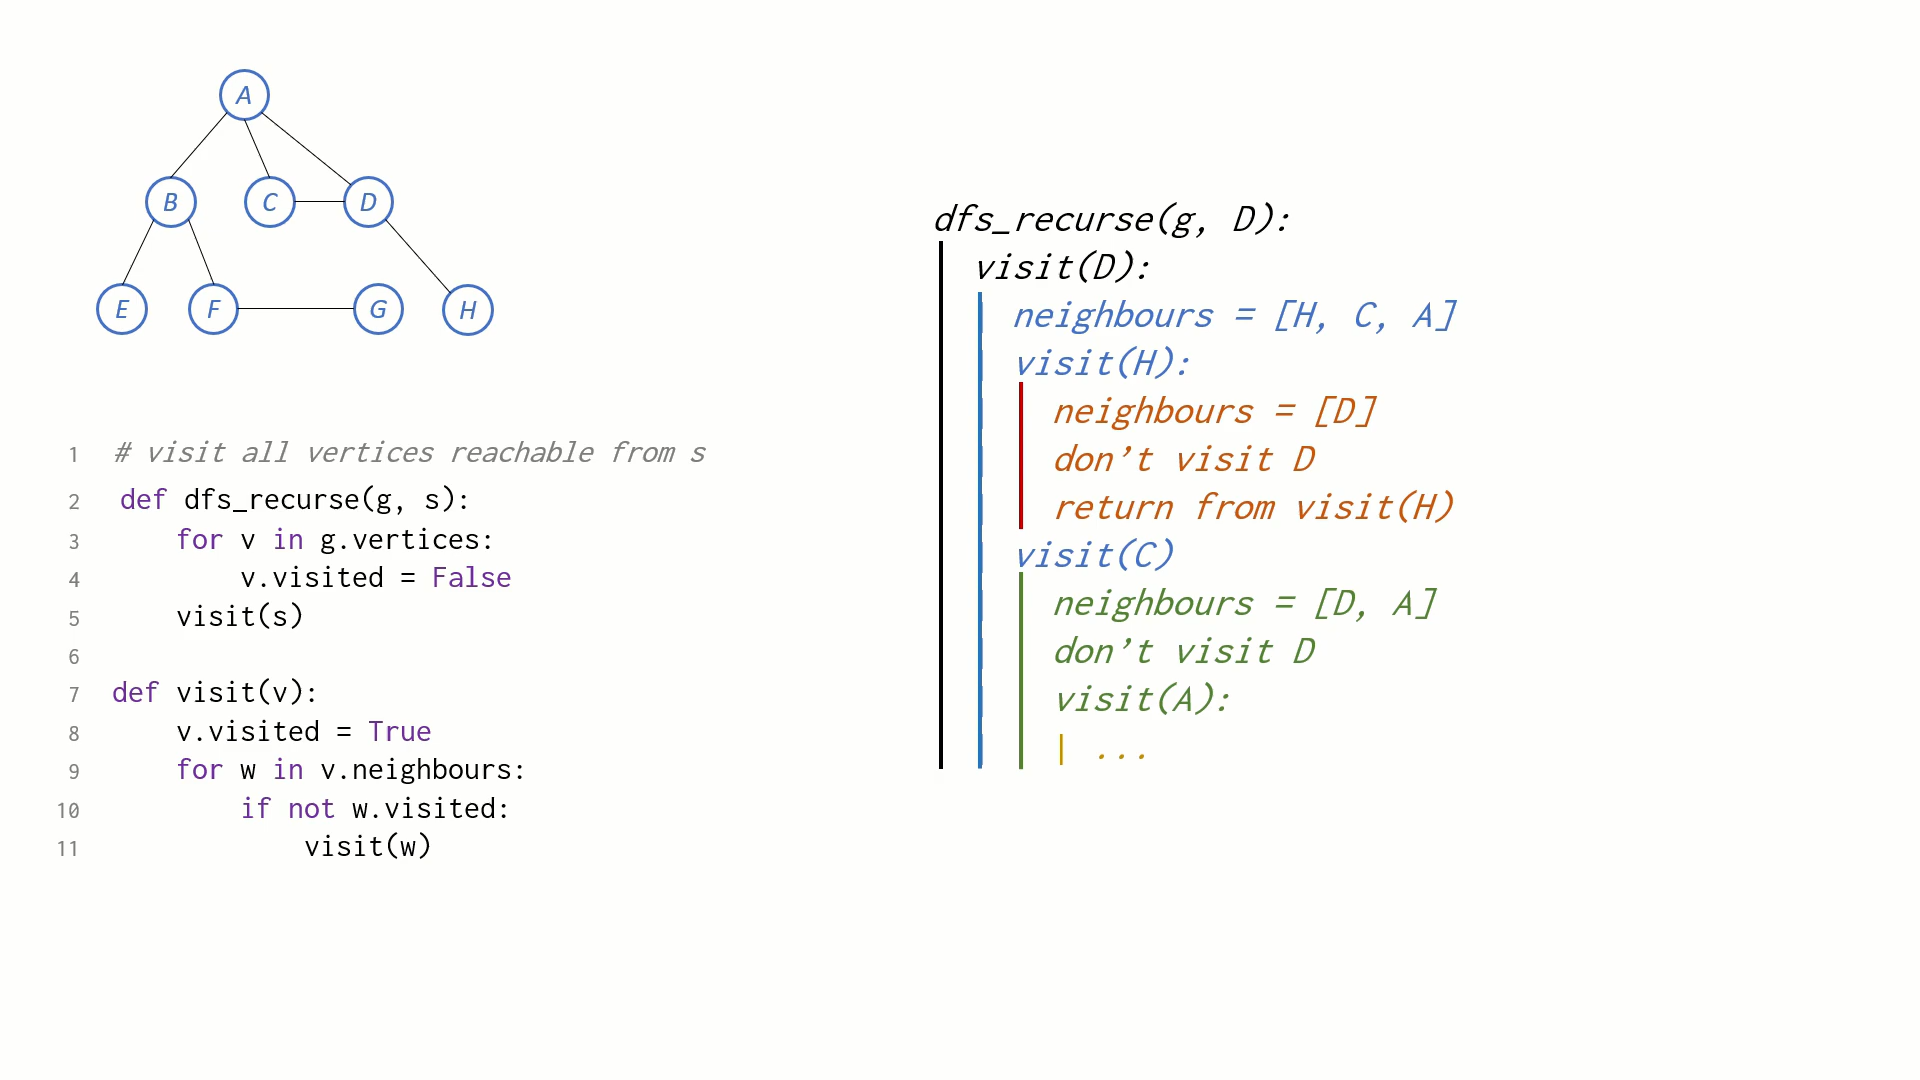 A
B C D
E F G H
1 # visit all vertices reachable from s
2 def dfs_recurse(g, s):
3 for v in g.vertices:
4 v.visited = False
5 visit(s)
6
7 def visit(v):
8 v.visited = True
9 for w in v.neighbours:
10 if not w.visited:
11 visit(w)
dfs_recurse(g, D):
visit(D):
neighbours = [H, C, A]
visit(H):
neighbours = [D]
don’t visit D
return from visit(H)
visit(C)
neighbours = [D, A]
don’t visit D
visit(A):
| ...